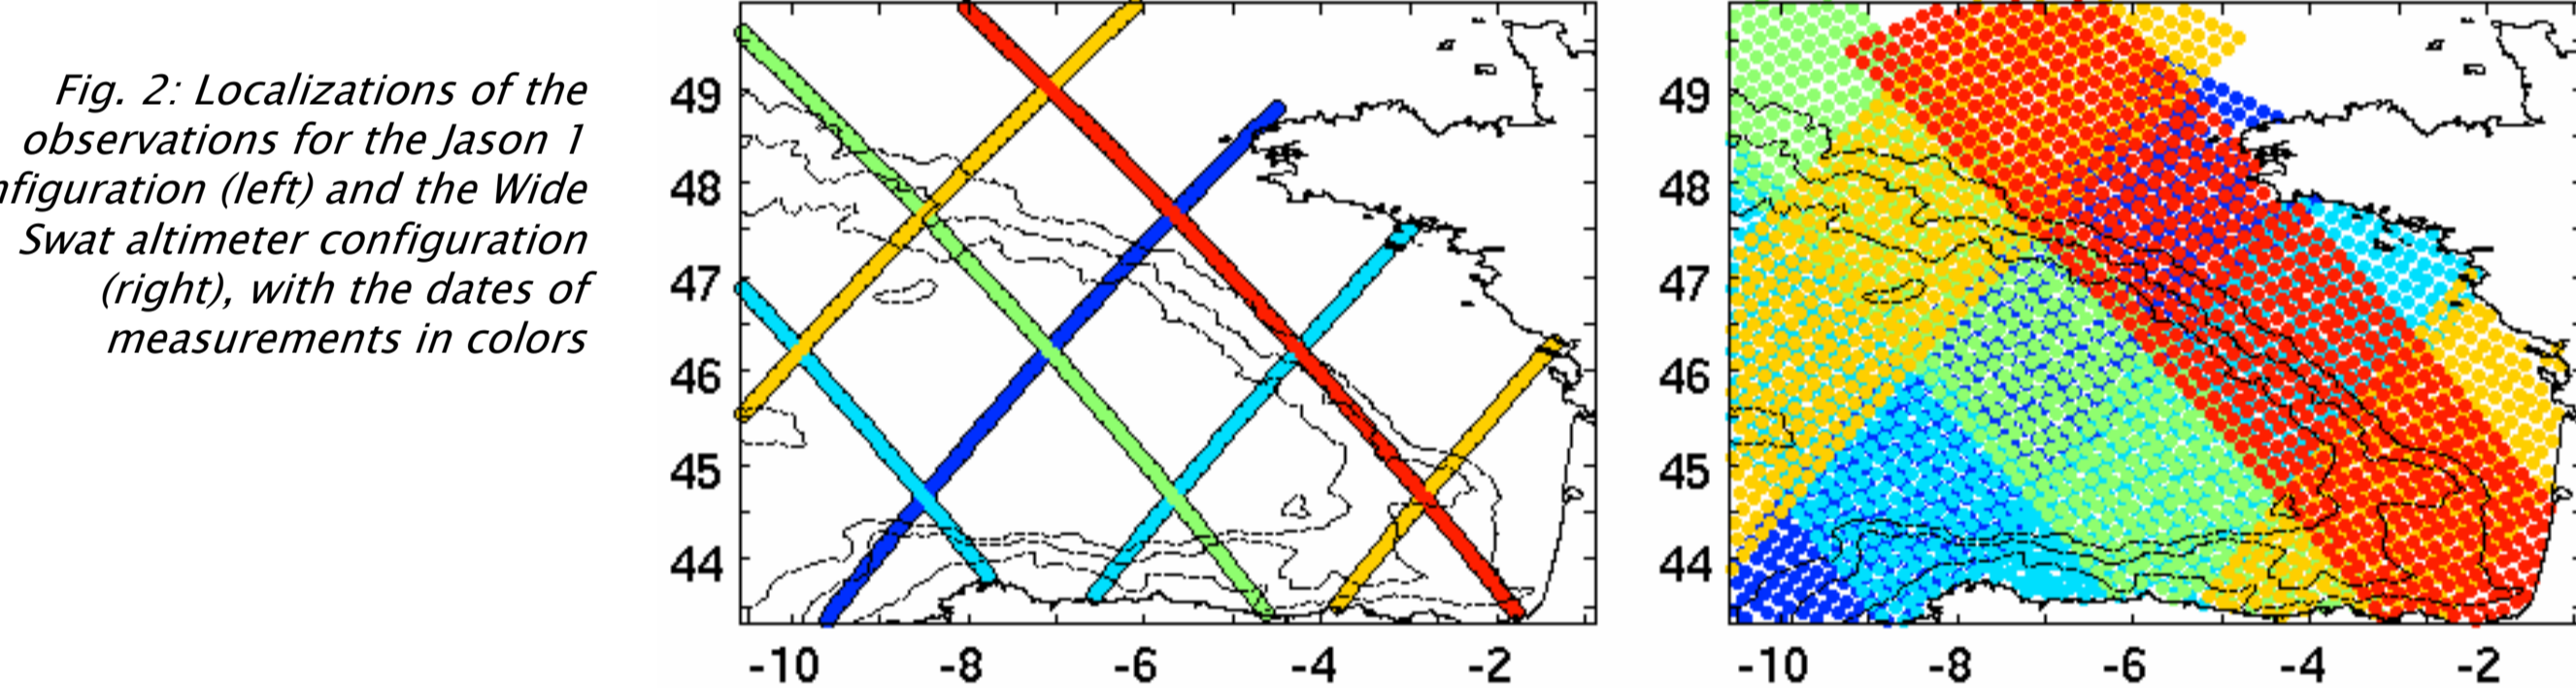 Fig. 2: Localizations of the
observations for the Jason 1
nfiguration (left) and the Wide
Swat altimeter configuration
(right), with the dates of
measurements in colors
49
48
47
46
45
44
-10 -8 -6 -4 -2
49
48
47
46
45
44
-10 -8 -6 -4 -2